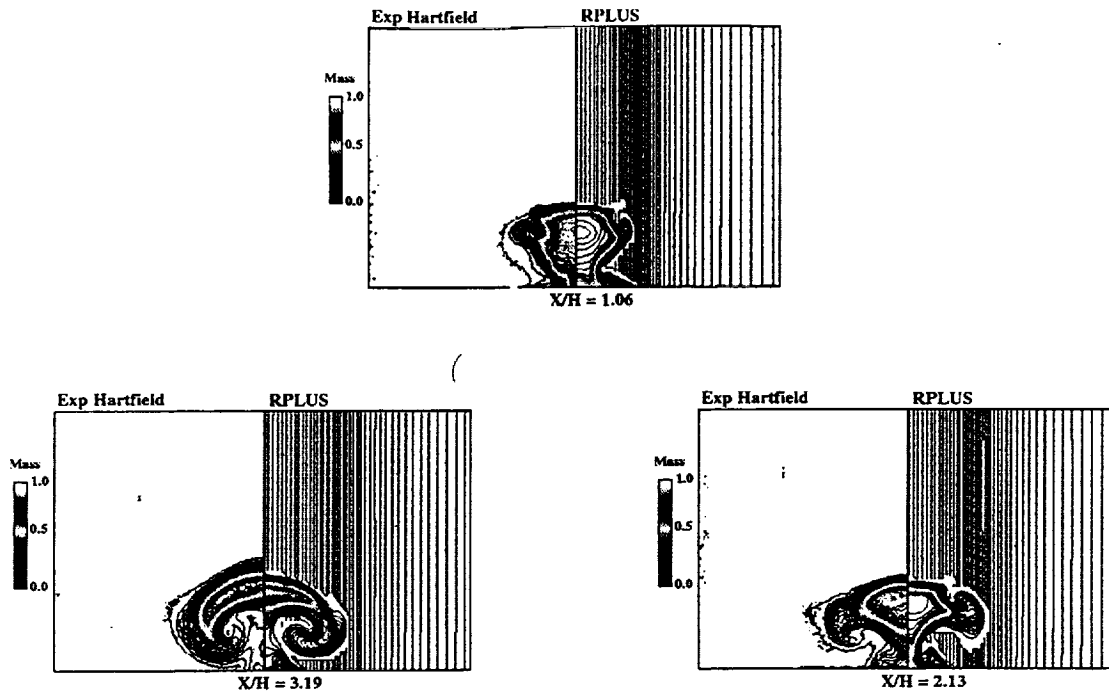 Exp Hartfield RPLUS
Mass
1.0
0.5
0.0
X/H = 1.06
Exp Hartfield RPLUS
Mass
1.0
0.5
0.0
X/H = 3.19
Exp Hartfield RPLUS
Mass
1.0
0.5
0.0
X/H = 2.13